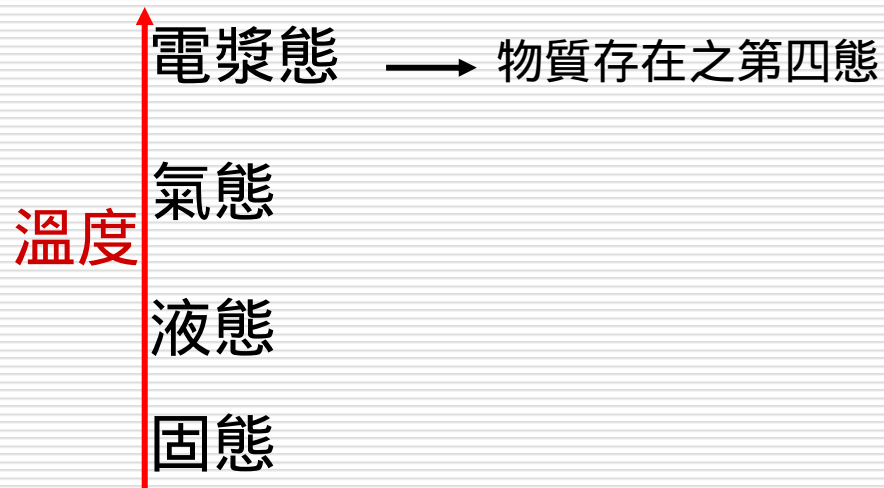 電漿態
物質存在之第四態
氣態
溫度
液態
固態